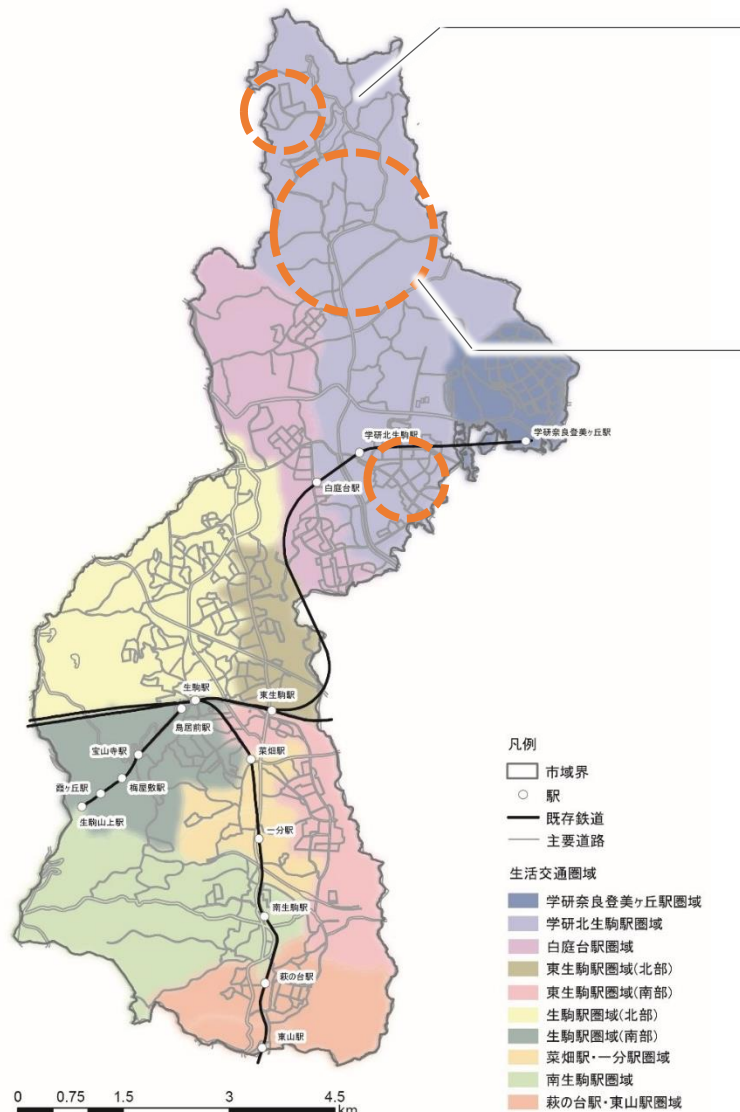 学研北生駒駅
学研奈良登美ヶ丘駅
白庭台駅
生駒駅
東生駒駅
鳥居前駅
宝山寺駅
菜畑駅
霞ヶ丘駅
梅屋敷駅
生駒山上駅
一分駅
南生駒駅
萩の台駅
東山駅
凡例
市域界
駅
既存鉄道
主要道路
生活交通圏域
学研奈良登美ヶ丘駅圏域
学研北生駒駅圏域
白庭台駅圏域
東生駒駅圏域(北部)
東生駒駅圏域(南部)
生駒駅圏域(北部)
生駒駅圏域(南部)
菜畑駅・一分駅圏域
南生駒駅圏域
萩の台駅・東山駅圏域
0 0.75 1.5 3 4.5
km